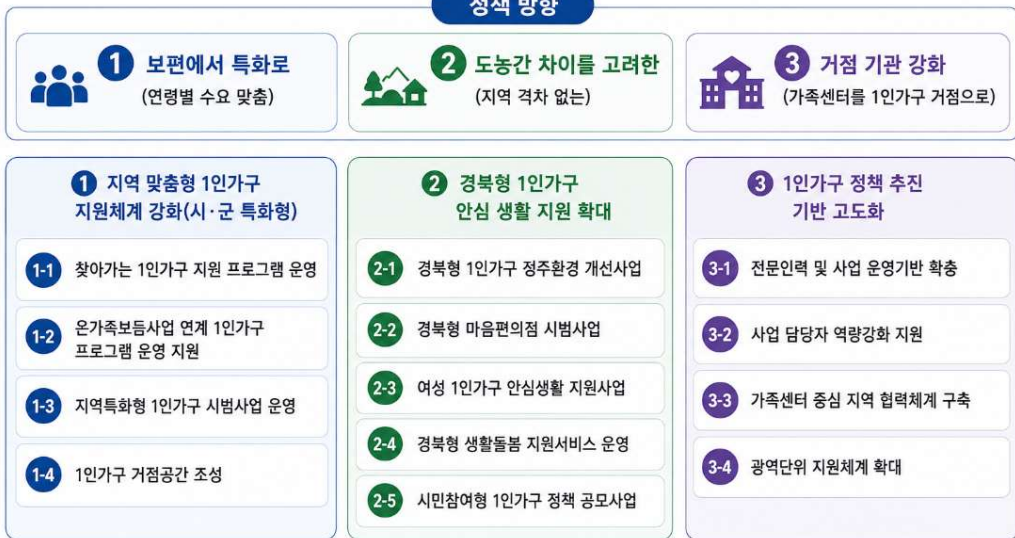 정책 방향
1 보편에서 특화로
(연령별 수요 맞춤)
2 도농간 차이를 고려한
(지역 격차 없는)
3 거점 기관 강화
(가족센터를 1인가구 거점으로)
1 지역 맞춤형 1인가구
지원체계 강화(시·군 특화형)
1-1 찾아가는 1인가구 지원 프로그램 운영
1-2 온가족보듬사업 연계 1인가구
프로그램 운영 지원
1-3 지역특화형 1인가구 시범사업 운영
1-4 1인가구 거점공간 조성
2 경북형 1인가구
안심 생활 지원 확대
2-1 경북형 1인가구 정주환경 개선사업
2-2 경북형 마음편의점 시범사업
2-3 여성 1인가구 안심생활 지원사업
2-4 경북형 생활돌봄 지원서비스 운영
2-5 시민참여형 1인가구 정책 공모사업
3 1인가구 정책 추진
기반 고도화
3-1 전문인력 및 사업 운영기반 확충
3-2 사업 담당자 역량강화 지원
3-3 가족센터 중심 지역 협력체계 구축
3-4 광역단위 지원체계 확대